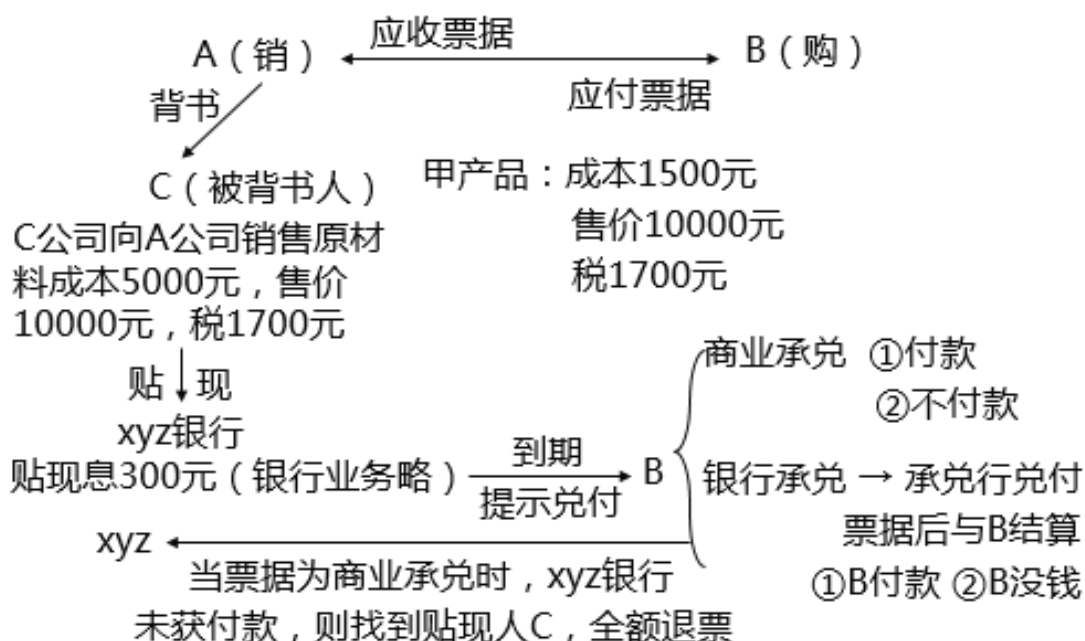 A（销）
应收票据
B（购）
应付票据
背书
C（被背书人）
甲产品：成本1500元
售价10000元
税1700元
C公司向A公司销售原材
料成本5000元，售价
10000元，税1700元
贴现
xyz银行
贴现息300元（银行业务略）
到期
提示兑付
B
商业承兑 ①付款
②不付款
银行承兑 → 承兑行兑付
票据后与B结算
①B付款 ②B没钱
xyz
当票据为商业承兑时，xyz银行
未获付款，则找到贴现人C，全额退票